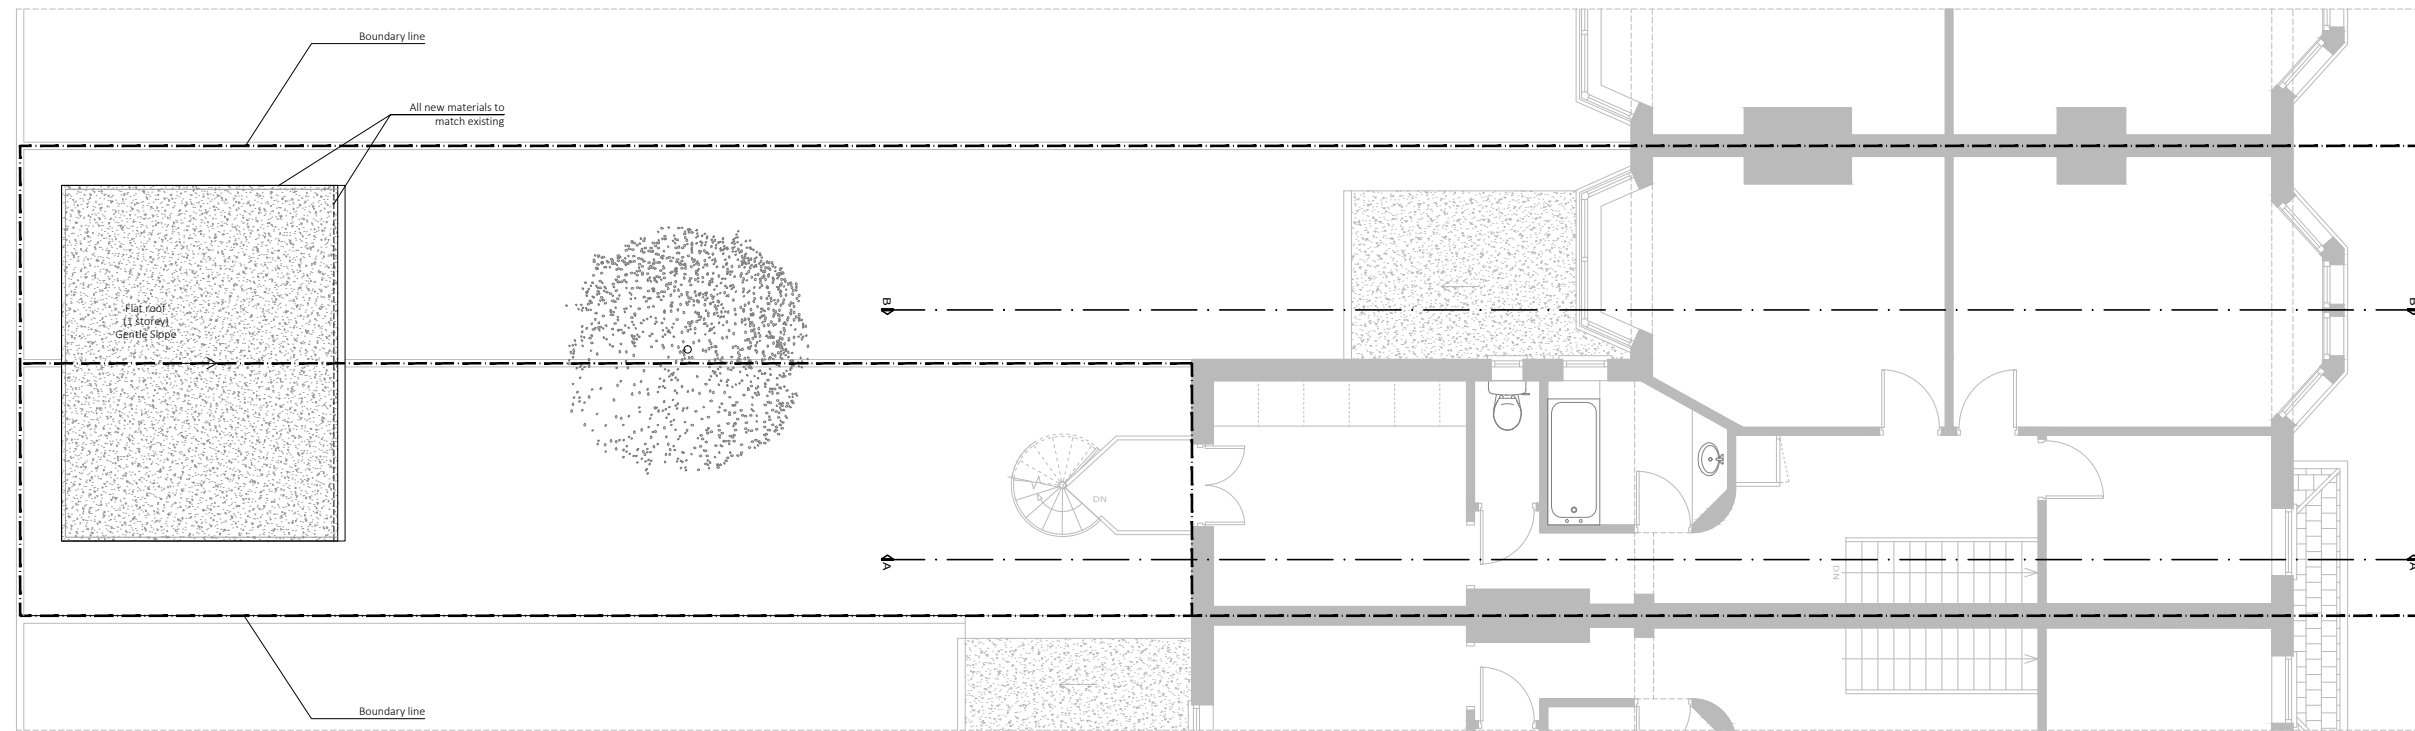 Boundary line
All new materials to
match existing
B
B
Flat roof
(1 storey)
Gentle Slope
DN
A
DN
A
Boundary line